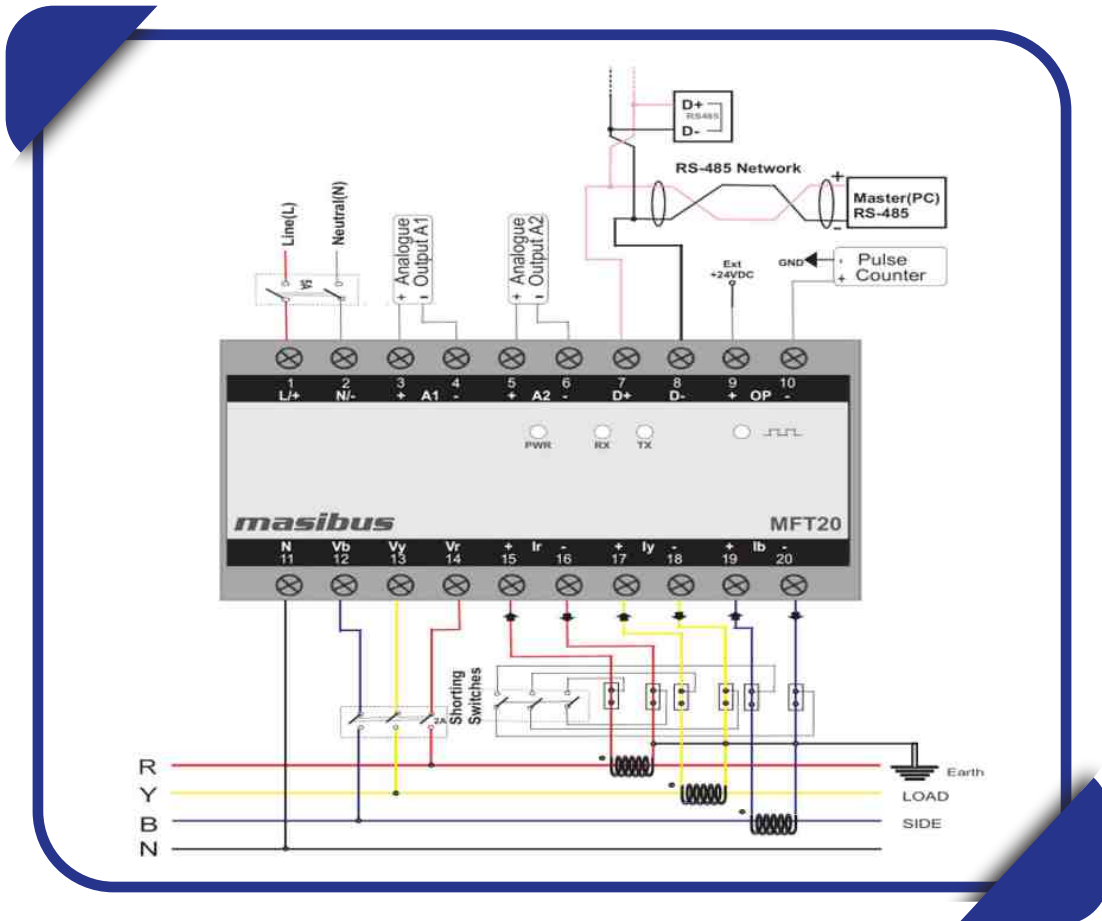 D+
RS485
D-
RS-485 Network
+
Master(PC)
RS-485
-
Line(L)
Neutral(N)
5A
+ Analogue
- Output A1
+ Analogue
- Output A2
Ext
+24VDC
GND
- Pulse
+ Counter
1 2 3 4 5 6 7 8 9 10
L/+ N/- + A1 - + A2 - D+ D- + OP -
PWR RX TX
masibus MFT20
N Vb Vy Vr + Ir - + Iy - + Ib -
11 12 13 14 15 16 17 18 19 20
Shorting
Switches
2A
R
Earth
Y
LOAD
B
SIDE
N